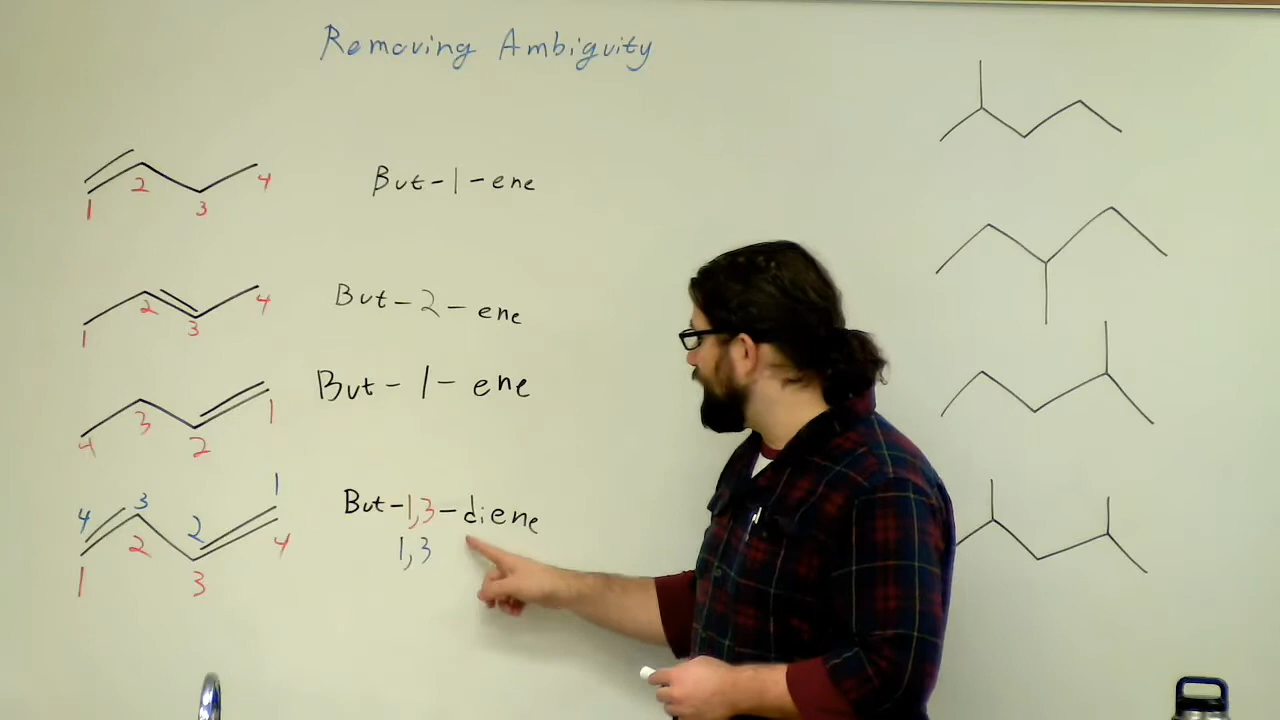 Removing Ambiguity
1 2 3 4
But-1-ene
1 2 3 4
But-2-ene
4 3 2 1
But-1-ene
4 3 2 1
1 2 3 4
But-1,3-diene
1,3